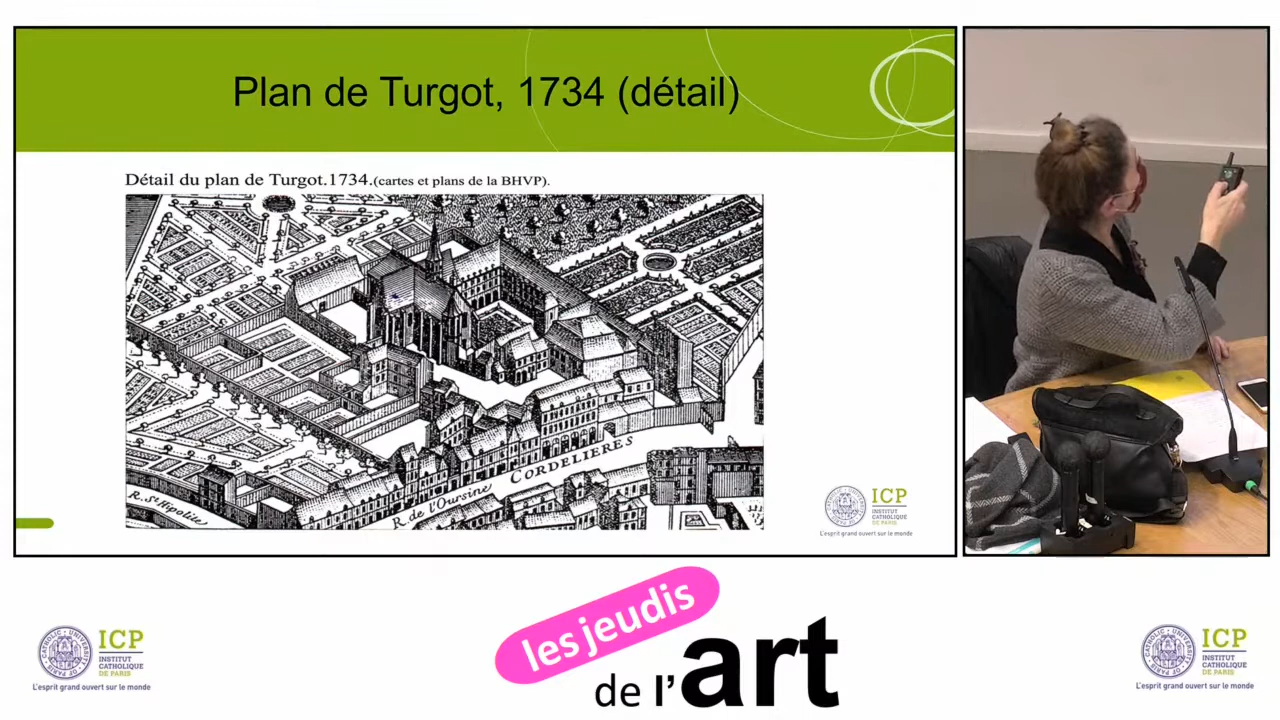 Plan de Turgot, 1734 (détail)
Détail du plan de Turgot.1734.(cartes et plans de la BHVP).
CORDELIERES
R. de l'Oursine
R. St Hipolite
ICP
INSTITUT
CATHOLIQUE
DE PARIS
L'esprit grand ouvert sur le monde
les jeudis
de l'art
ICP
INSTITUT
CATHOLIQUE
DE PARIS
L'esprit grand ouvert sur le monde
ICP
INSTITUT
CATHOLIQUE
DE PARIS
L'esprit grand ouvert sur le monde